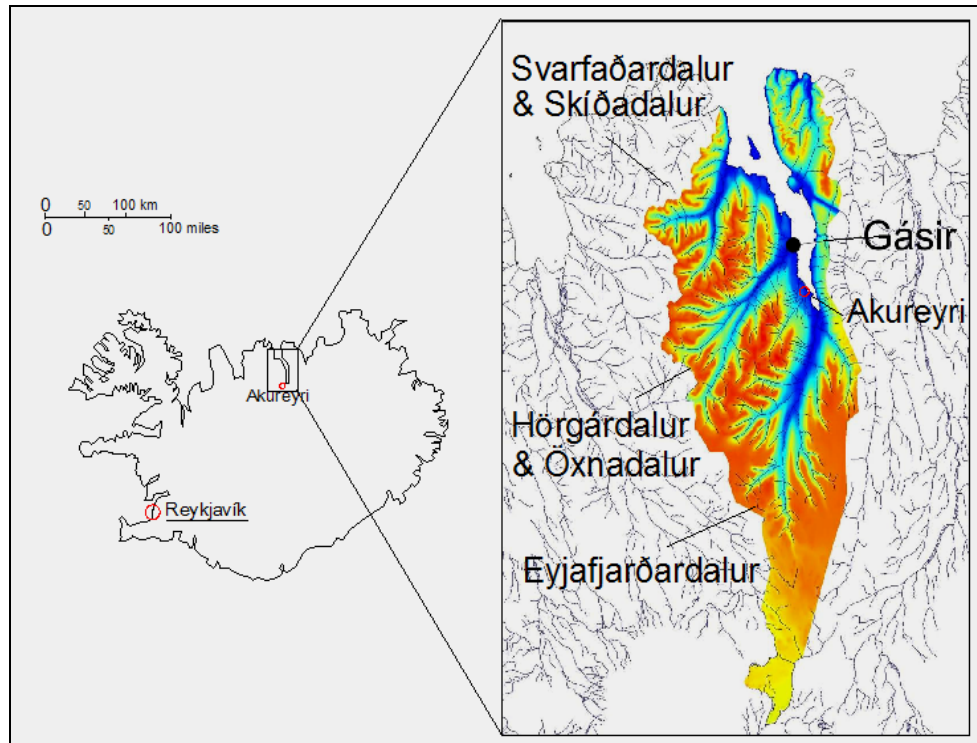 0 50 100 km
0 50 100 miles
Akureyri
Reykjavík
Svarfaðardalur
& Skíðadalur
Gásir
Akureyri
Hörgárdalur
& Öxnadalur
Eyjafjarðardalur